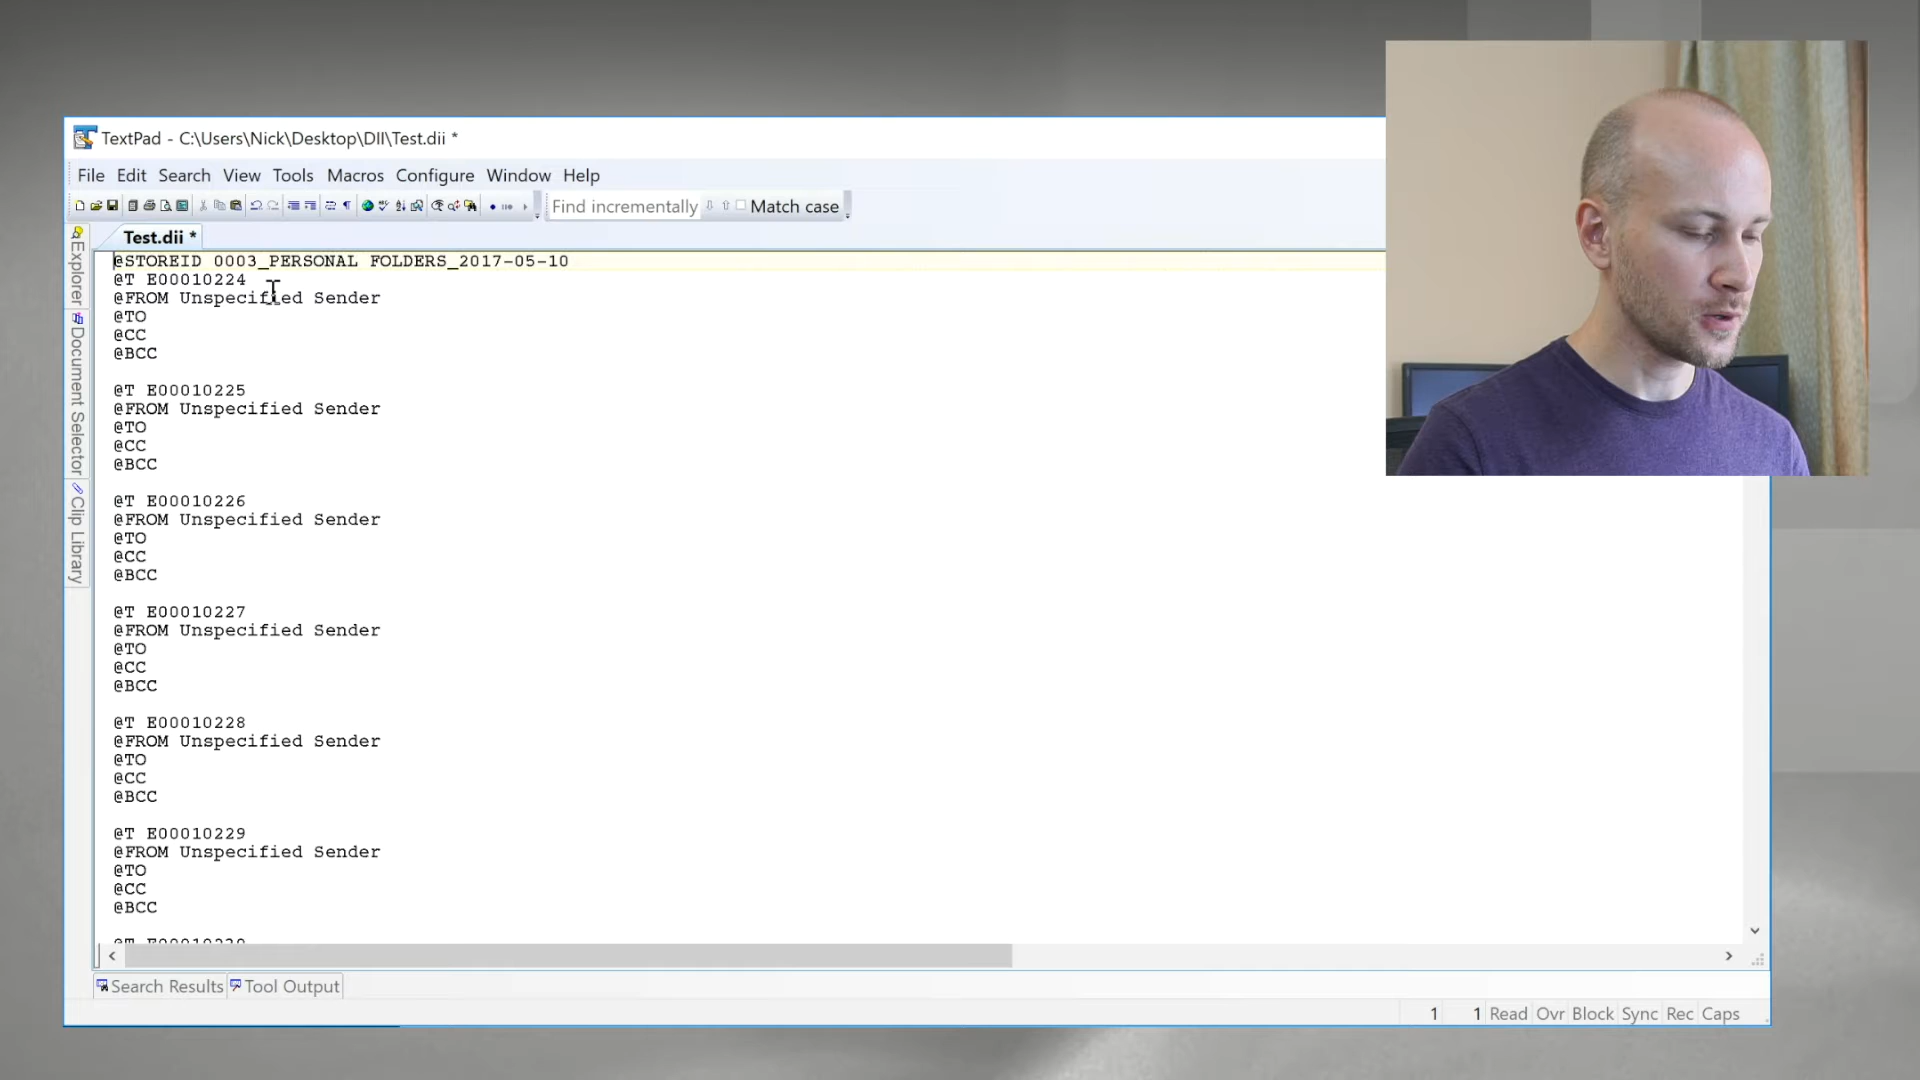 TextPad - C:\Users\Nick\Desktop\DII\Test.dii *
File Edit Search View Tools Macros Configure Window Help
Find incrementally Match case
Test.dii *
Explorer
Document Selector
Clip Library
@STOREID 0003_PERSONAL FOLDERS_2017-05-10
@T E00010224
@FROM Unspecified Sender
@TO
@CC
@BCC
@T E00010225
@FROM Unspecified Sender
@TO
@CC
@BCC
@T E00010226
@FROM Unspecified Sender
@TO
@CC
@BCC
@T E00010227
@FROM Unspecified Sender
@TO
@CC
@BCC
@T E00010228
@FROM Unspecified Sender
@TO
@CC
@BCC
@T E00010229
@FROM Unspecified Sender
@TO
@CC
@BCC
@T E00010230
Search Results Tool Output
1 1 Read Ovr Block Sync Rec Caps